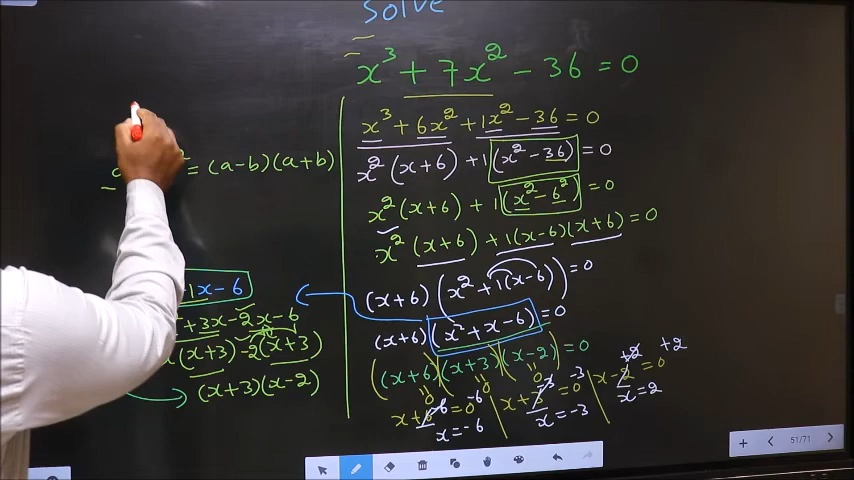 Solve
x³ + 7x² - 36 = 0
x³ + 6x² + 1x² - 36 = 0
x²(x+6) + 1(x² - 36) = 0
x²(x+6) + 1(x² - 6²) = 0
x²(x+6) + 1(x-6)(x+6) = 0
(x+6)(x² + 1(x-6)) = 0
(x+6)(x² + x - 6) = 0
(x+6)(x+3)(x-2) = 0
x+6 = 0 -6
x = -6
x+3 = 0 -3
x = -3
x-2 = 0 +2
x = 2
= (a-b)(a+b)
1x - 6
+ 3x - 2x - 6
(x+3) - 2(x+3)
(x+3)(x-2)
51/71